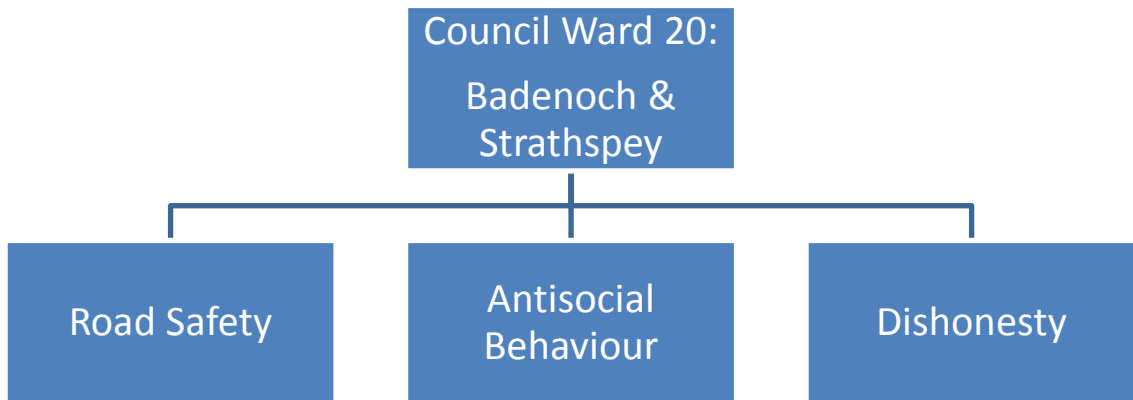 Council Ward 20:
Badenoch &
Strathspey
Road Safety
Antisocial
Behaviour
Dishonesty